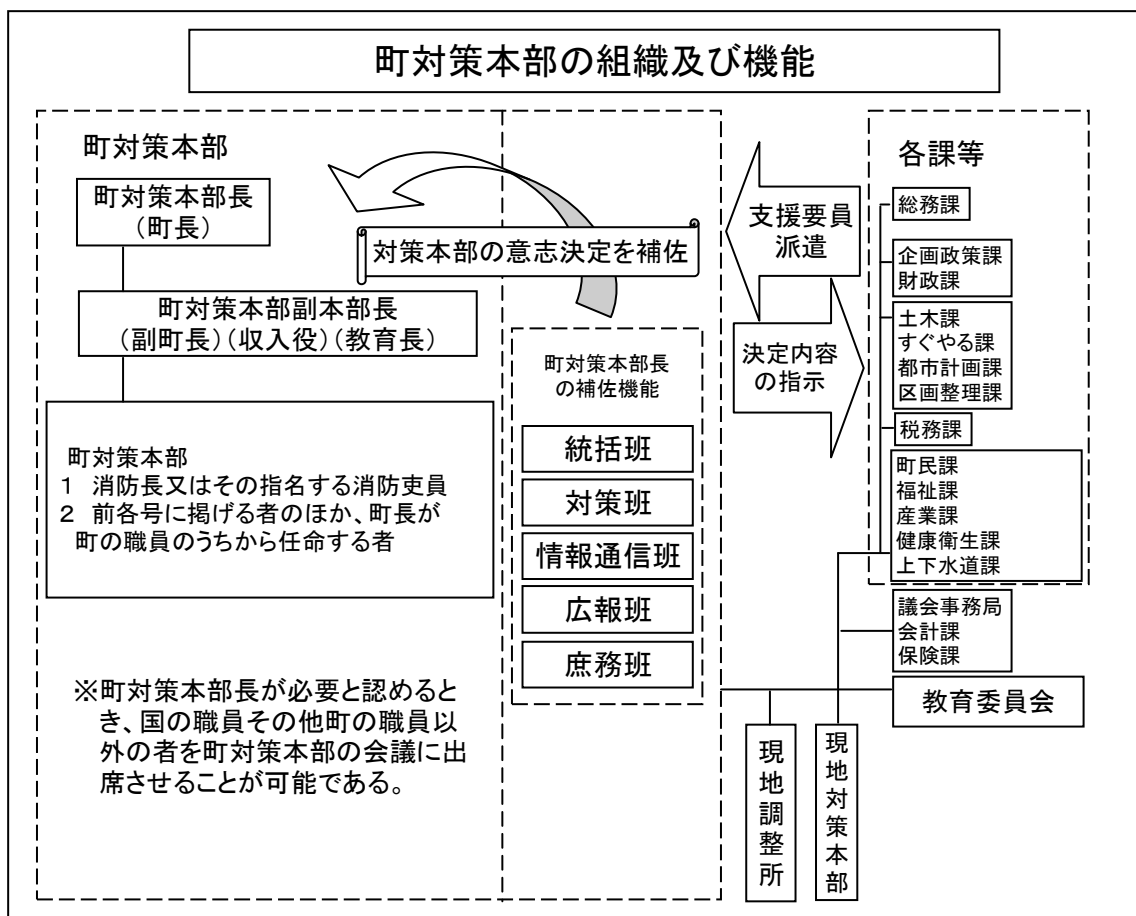 町対策本部の組織及び機能
町対策本部
町対策本部長
（町長）
対策本部の意志決定を補佐
町対策本部副本部長
（副町長）（収入役）（教育長）
町対策本部
１　消防長又はその指名する消防吏員
２　前各号に掲げる者のほか、町長が
町の職員のうちから任命する者
※町対策本部長が必要と認めるとき、国の職員その他町の職員以外の者を町対策本部の会議に出席させることが可能である。
町対策本部長
の補佐機能
統括班
対策班
情報通信班
広報班
庶務班
支援要員
派遣
決定内容
の指示
各課等
総務課
企画政策課
財政課
土木課
すぐやる課
都市計画課
区画整理課
税務課
町民課
福祉課
産業課
健康衛生課
上下水道課
議会事務局
会計課
保険課
教育委員会
現地調整所
現地対策本部